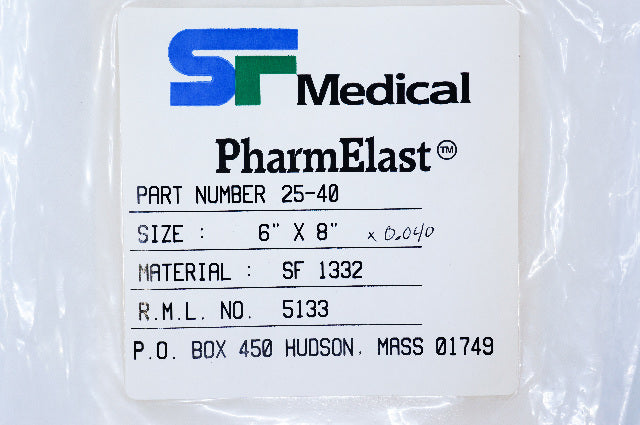 SF Medical
PharmElast™
PART NUMBER 25-40
SIZE : 6" X 8" x 0.040
MATERIAL : SF 1332
R.M.L. NO. 5133
P.O. BOX 450 HUDSON, MASS 01749